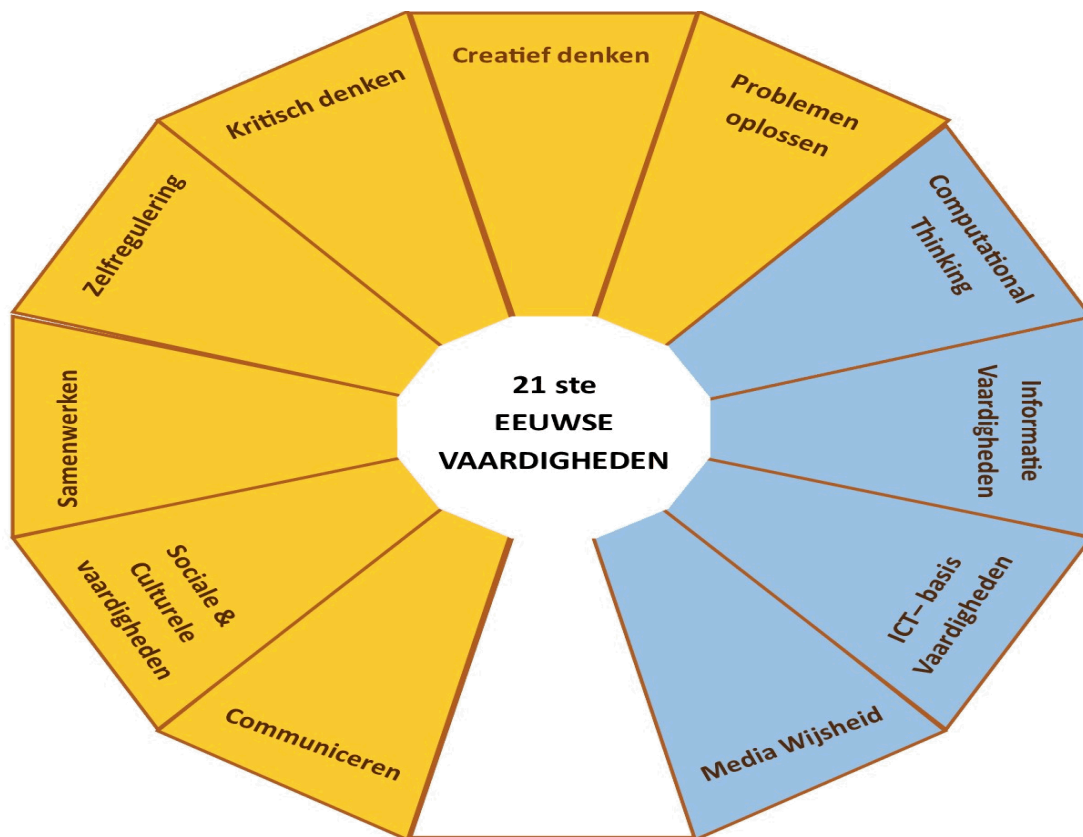 Creatief denken
Problemen
oplossen
Computational
Thinking
Informatie
Vaardigheden
ICT– basis
Vaardigheden
Media Wijsheid
Communiceren
Sociale &
Culturele
vaardigheden
Samenwerken
Zelfregulering
Kritisch denken
21 ste
EEUWSE
VAARDIGHEDEN